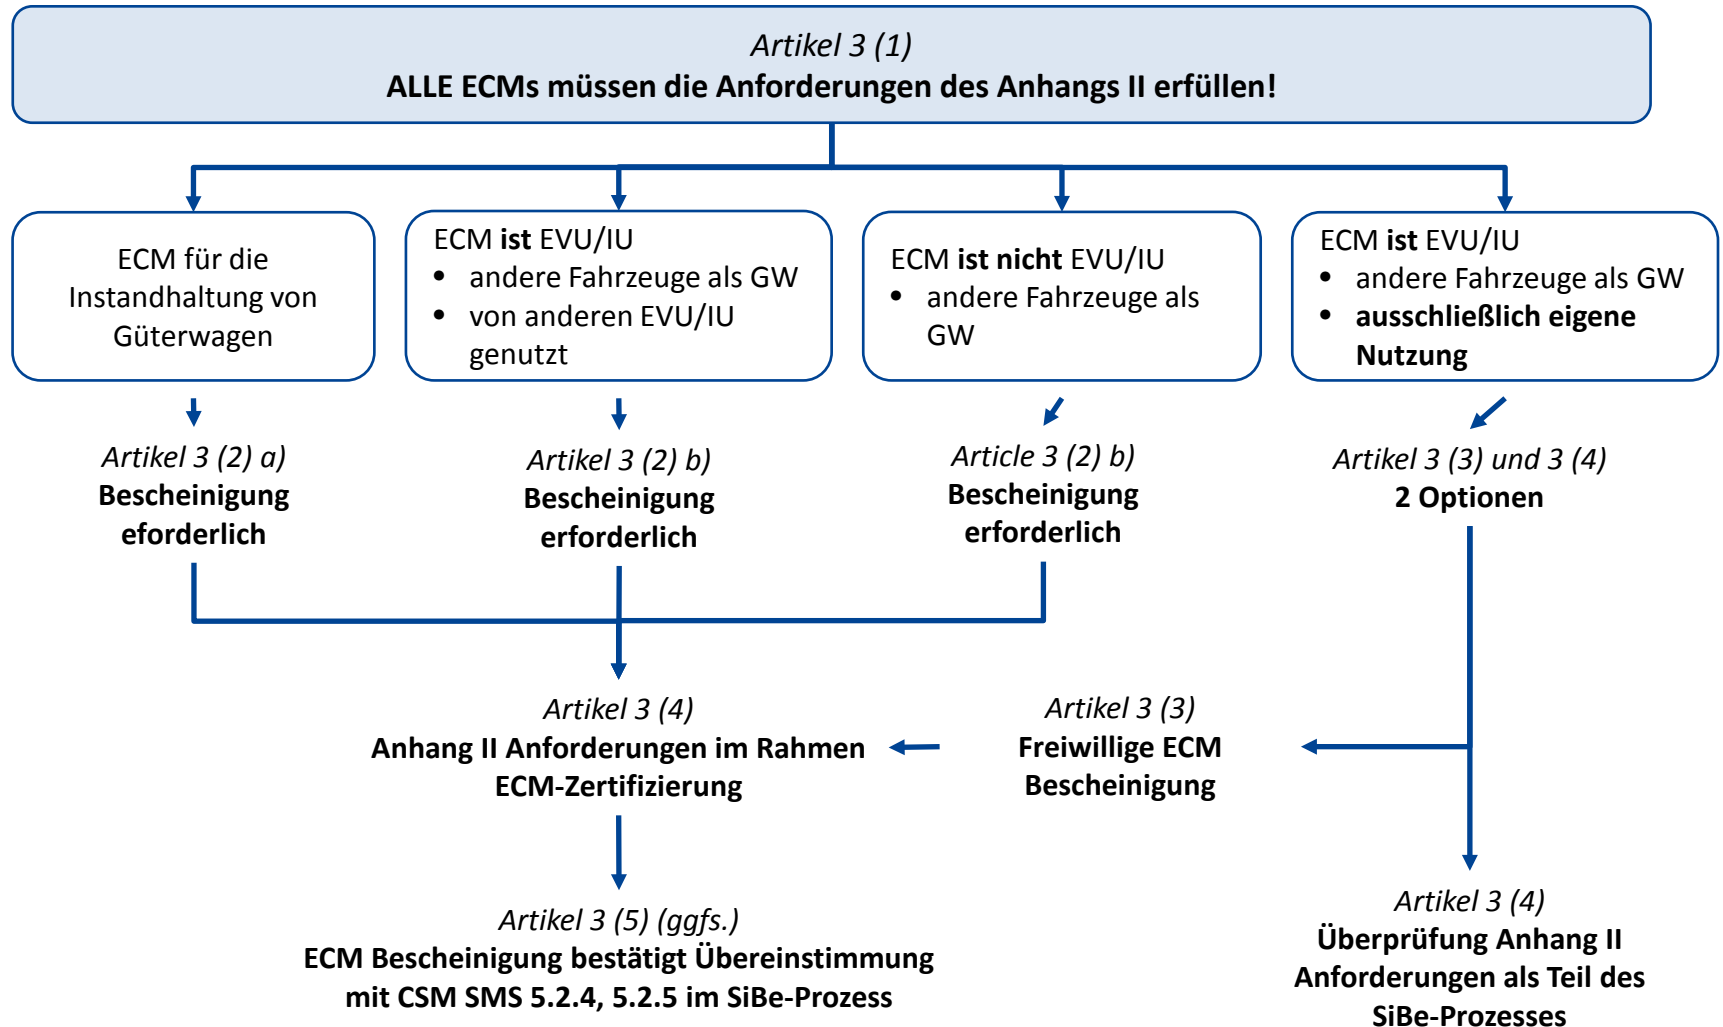 Artikel 3 (1)
ALLE ECMs müssen die Anforderungen des Anhangs II erfüllen!
ECM für die
Instandhaltung von
Güterwagen
ECM ist EVU/IU
• andere Fahrzeuge als GW
• von anderen EVU/IU
genutzt
ECM ist nicht EVU/IU
• andere Fahrzeuge als
GW
ECM ist EVU/IU
• andere Fahrzeuge als GW
• ausschließlich eigene
Nutzung
Artikel 3 (2) a)
Bescheinigung
eforderlich
Artikel 3 (2) b)
Bescheinigung
erforderlich
Article 3 (2) b)
Bescheinigung
erforderlich
Artikel 3 (3) und 3 (4)
2 Optionen
Artikel 3 (4)
Anhang II Anforderungen im Rahmen
ECM-Zertifizierung
Artikel 3 (3)
Freiwillige ECM
Bescheinigung
Artikel 3 (5) (ggfs.)
ECM Bescheinigung bestätigt Übereinstimmung
mit CSM SMS 5.2.4, 5.2.5 im SiBe-Prozess
Artikel 3 (4)
Überprüfung Anhang II
Anforderungen als Teil des
SiBe-Prozesses